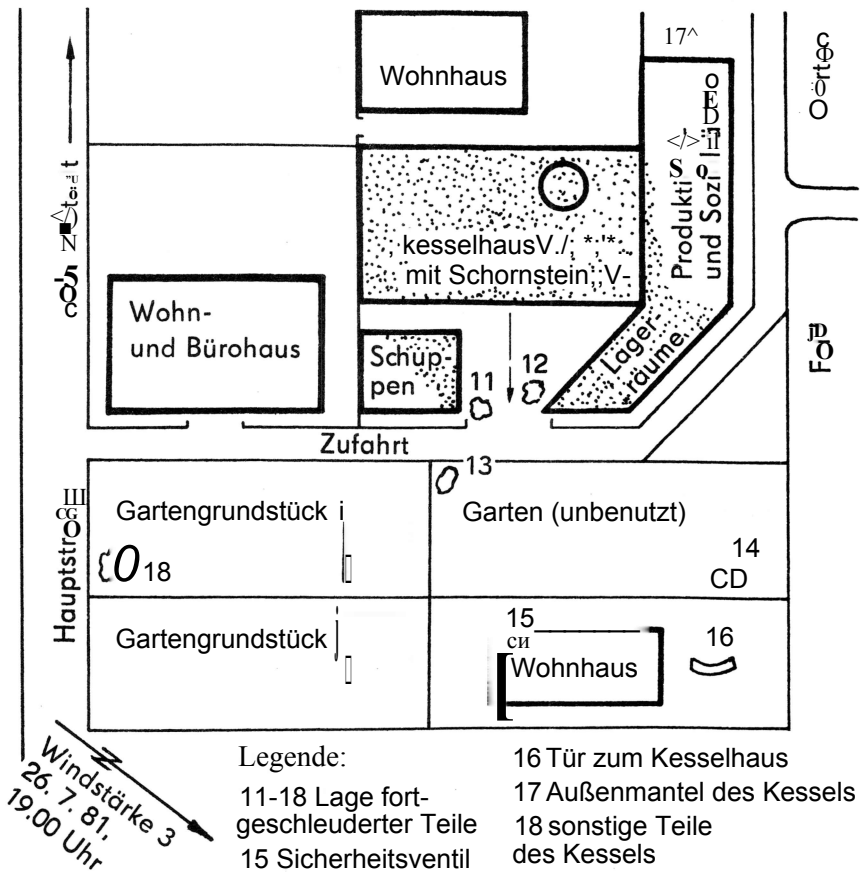 17^
Wohnhaus
Produkti
und Sozi
kesselhaus
mit Schornstein
Wohn-
und Bürohaus
Schup-
pen
11
12
Lager-
räume
Zufahrt
13
Gartengrundstück
Garten (unbenutzt)
18
14
CD
Hauptstr
Gartengrundstück
15
си
Wohnhaus
16
N
Windstärke 3
26. 7. 81,
19.00 Uhr
Legende:
11-18 Lage fort-
geschleuderter Teile
15 Sicherheitsventil
16 Tür zum Kesselhaus
17 Außenmantel des Kessels
18 sonstige Teile
des Kessels